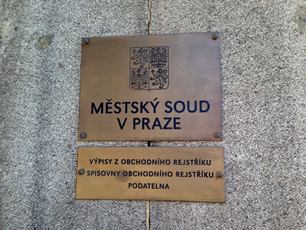 MĚSTSKÝ SOUD
V PRAZE
VÝPISY Z OBCHODNÍHO REJSTŘÍKU
SPISOVNY OBCHODNÍHO REJSTŘÍKU
PODATELNA